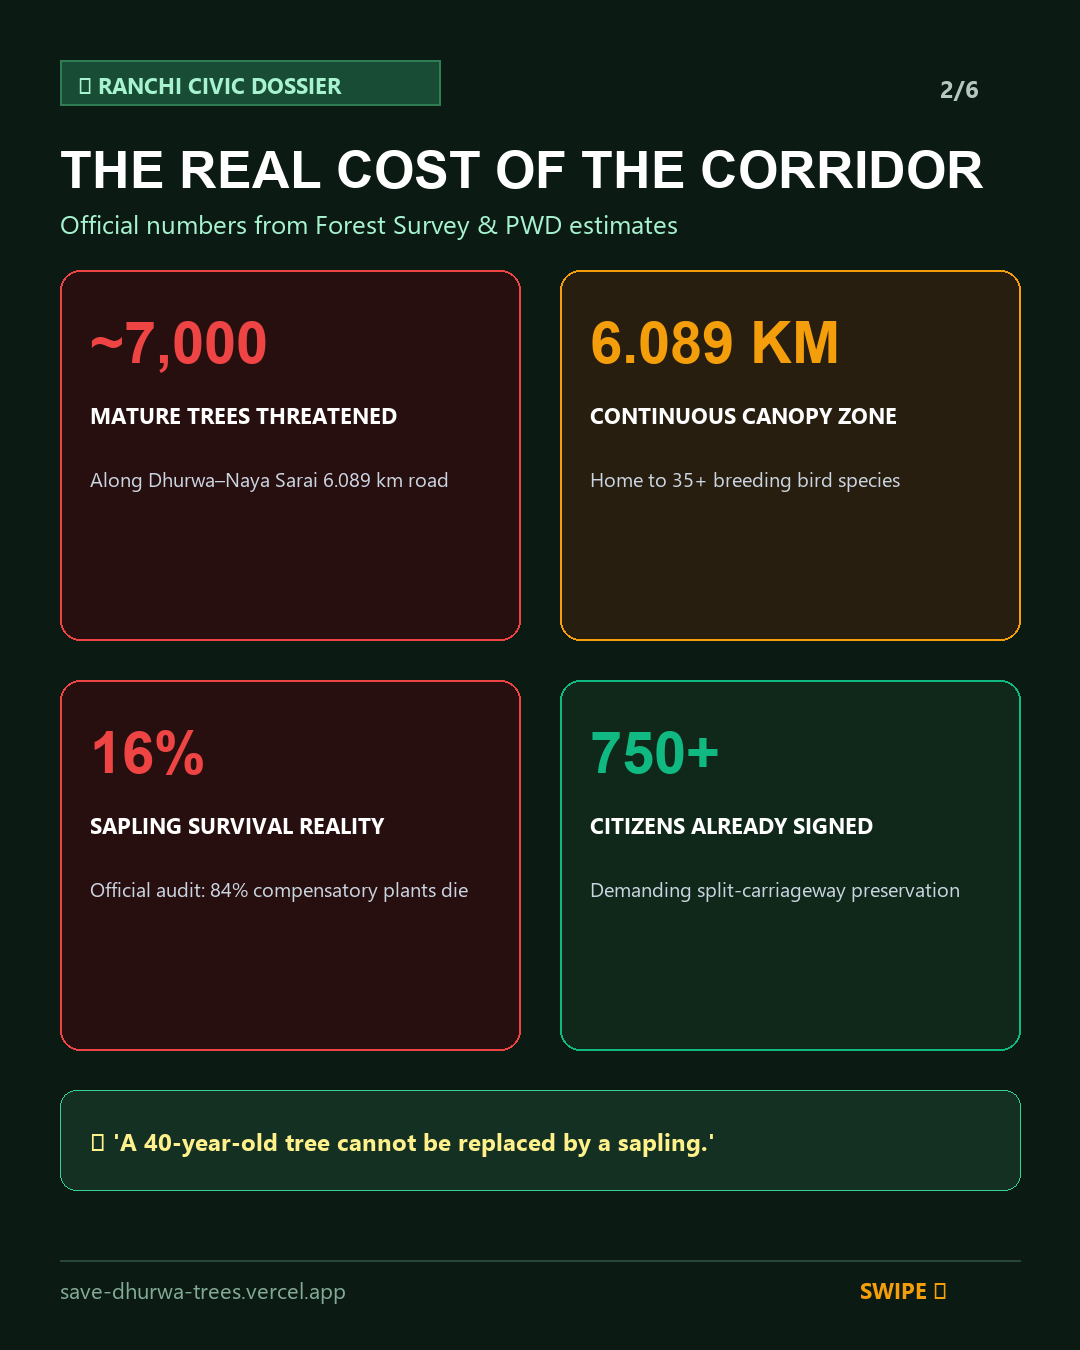 RANCHI CIVIC DOSSIER
2/6
THE REAL COST OF THE CORRIDOR
Official numbers from Forest Survey & PWD estimates
~7,000
MATURE TREES THREATENED
Along Dhurwa–Naya Sarai 6.089 km road
6.089 KM
CONTINUOUS CANOPY ZONE
Home to 35+ breeding bird species
16%
SAPLING SURVIVAL REALITY
Official audit: 84% compensatory plants die
750+
CITIZENS ALREADY SIGNED
Demanding split-carriageway preservation
'A 40-year-old tree cannot be replaced by a sapling.'
save-dhurwa-trees.vercel.app
SWIPE